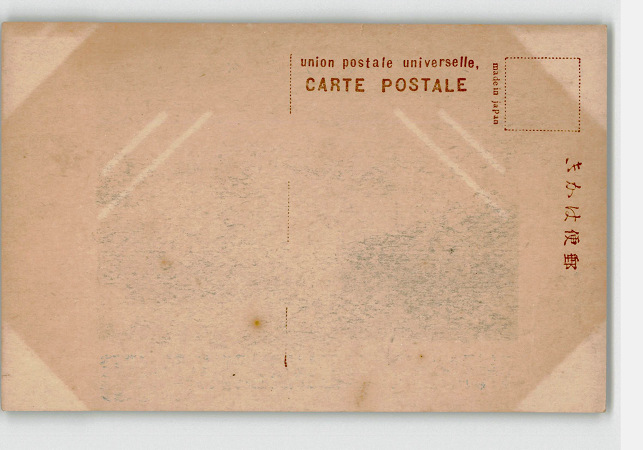 union postale universelle,
CARTE POSTALE
made in japan
きかは便郵